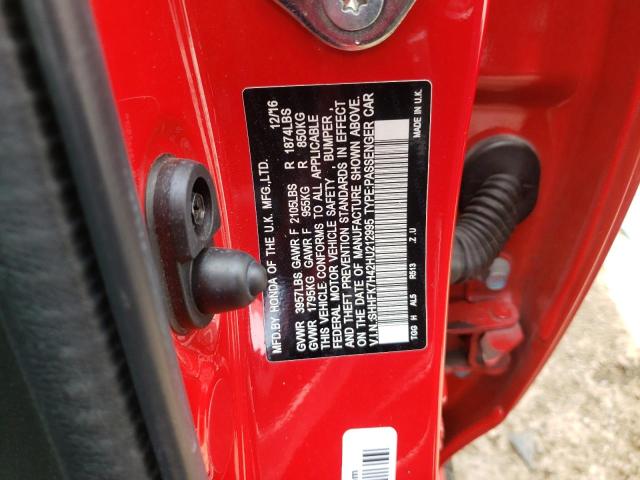 MFD.BY HONDA OF THE U.K. MFG.,LTD. 12/16
GVWR 3957LBS GAWR F 2105LBS R 1874LBS
GVWR 1795KG GAWR F 955KG R 850KG
THIS VEHICLE CONFORMS TO ALL APPLICABLE
FEDERAL MOTOR VEHICLE SAFETY , BUMPER ,
AND THEFT PREVENTION STANDARDS IN EFFECT
ON THE DATE OF MANUFACTURE SHOWN ABOVE.
V.I.N.:SHHFK7H42HU212995 TYPE:PASSENGER CAR
TGG H AL5 R513 .Z.U MADE IN U.K.